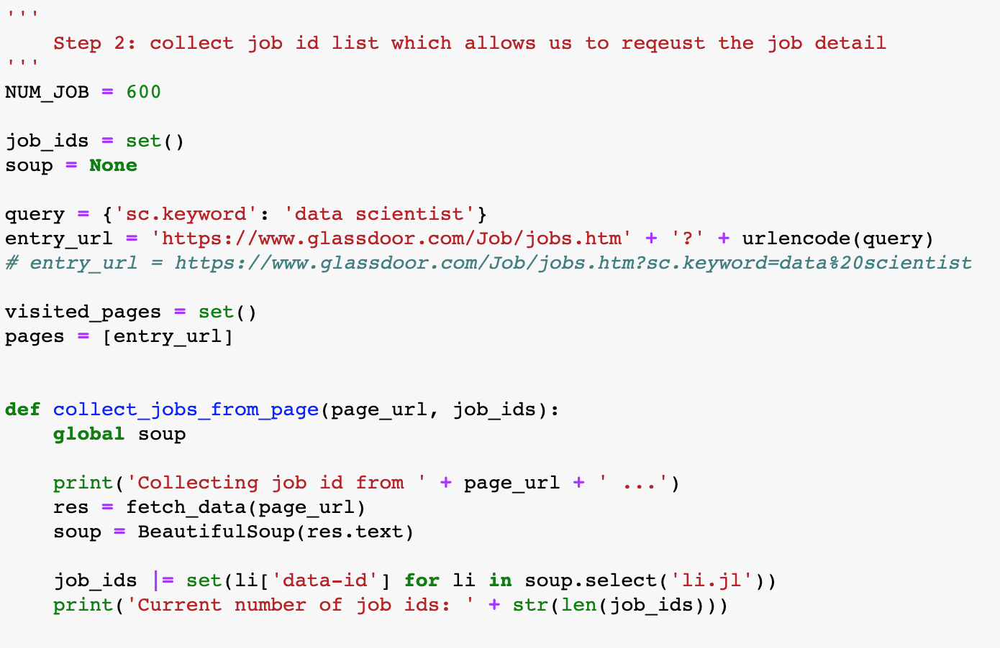 '''
    Step 2: collect job id list which allows us to reqeust the job detail
'''
NUM_JOB = 600

job_ids = set()
soup = None

query = {'sc.keyword': 'data scientist'}
entry_url = 'https://www.glassdoor.com/Job/jobs.htm' + '?' + urlencode(query)
# entry_url = https://www.glassdoor.com/Job/jobs.htm?sc.keyword=data%20scientist

visited_pages = set()
pages = [entry_url]


def collect_jobs_from_page(page_url, job_ids):
    global soup

    print('Collecting job id from ' + page_url + ' ...')
    res = fetch_data(page_url)
    soup = BeautifulSoup(res.text)

    job_ids |= set(li['data-id'] for li in soup.select('li.jl'))
    print('Current number of job ids: ' + str(len(job_ids)))